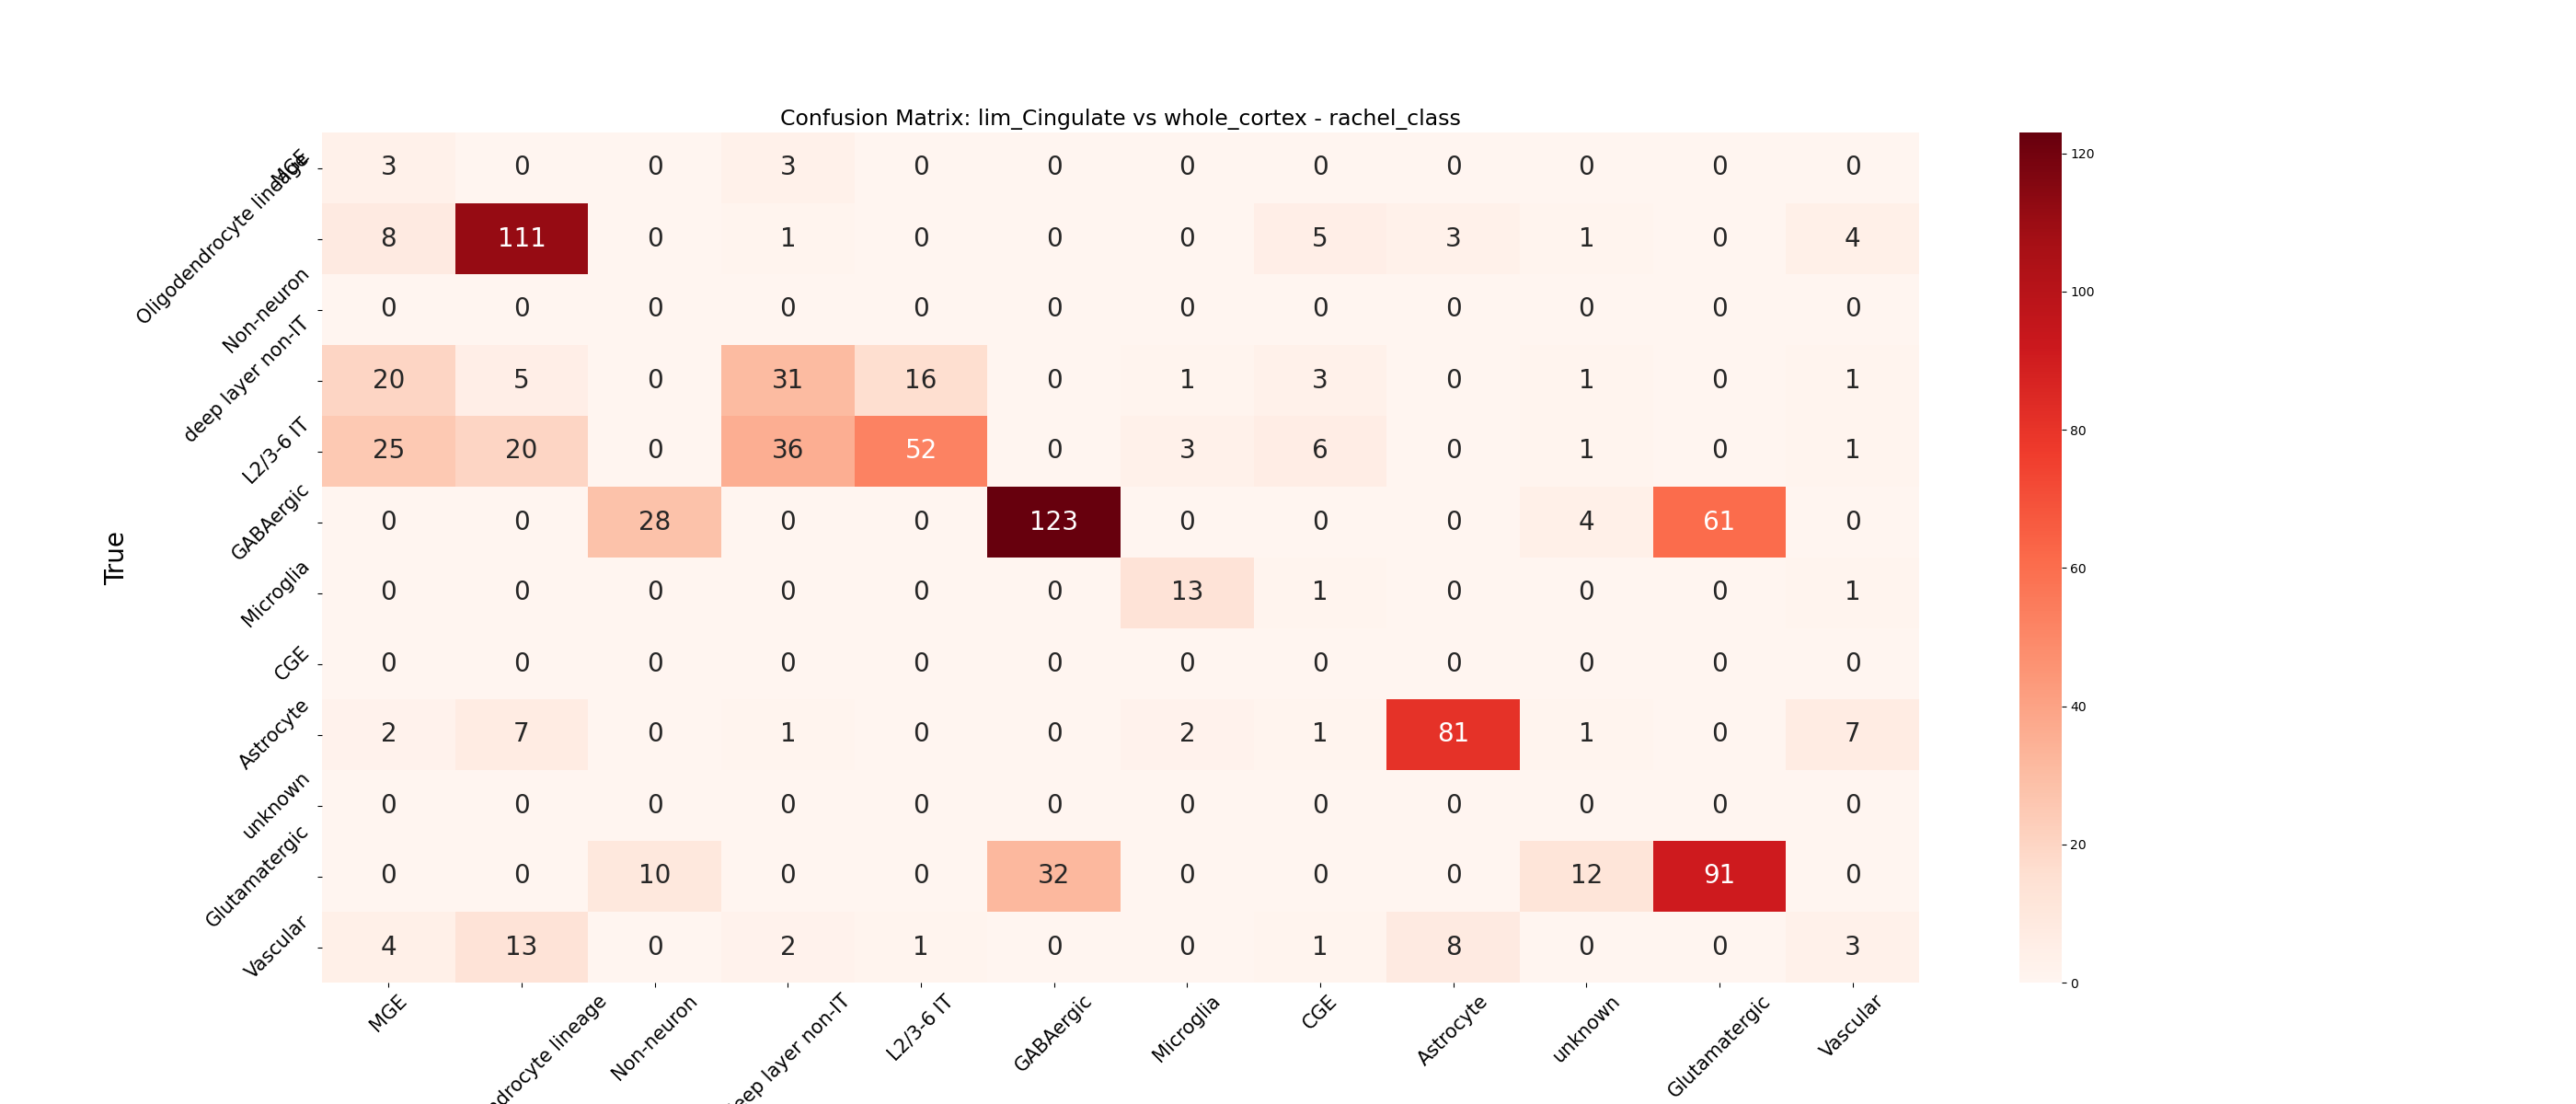 Confusion Matrix: lim_Cingulate vs whole_cortex - rachel_class
MGE 3 0 0 3 0 0 0 0 0 0 0 0
Oligodendrocyte lineage 8 111 0 1 0 0 0 5 3 1 0 4
Non-neuron 0 0 0 0 0 0 0 0 0 0 0 0
deep layer non-IT 20 5 0 31 16 0 1 3 0 1 0 1
L2/3-6 IT 25 20 0 36 52 0 3 6 0 1 0 1
GABAergic 0 0 28 0 0 123 0 0 0 4 61 0
Microglia 0 0 0 0 0 0 13 1 0 0 0 1
CGE 0 0 0 0 0 0 0 0 0 0 0 0
Astrocyte 2 7 0 1 0 0 2 1 81 1 0 7
unknown 0 0 0 0 0 0 0 0 0 0 0 0
Glutamatergic 0 0 10 0 0 32 0 0 0 12 91 0
Vascular 4 13 0 2 1 0 0 1 8 0 0 3
True
MGE
ndrocyte lineage
Non-neuron
eep layer non-IT
L2/3-6 IT
GABAergic
Microglia
CGE
Astrocyte
unknown
Glutamatergic
Vascular
120
100
80
60
40
20
0